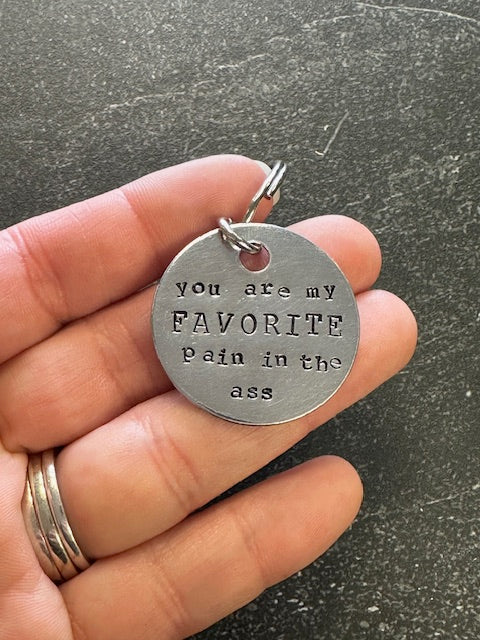 you are my
FAVORITE
pain in the
ass